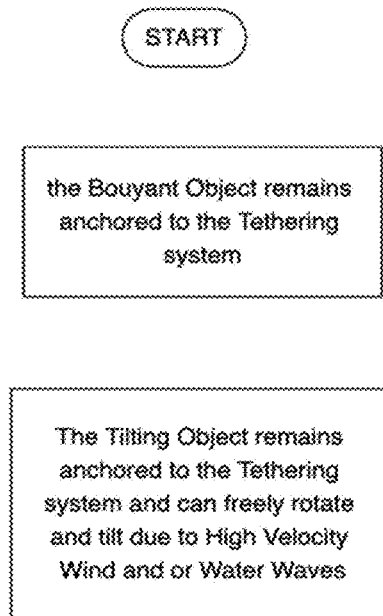 START
the Bouyant Object remains
anchored to the Tethering
system
The Tilting Object remains
anchored to the Tethering
system and can freely rotate
and tilt due to High Velocity
Wind and or Water Waves